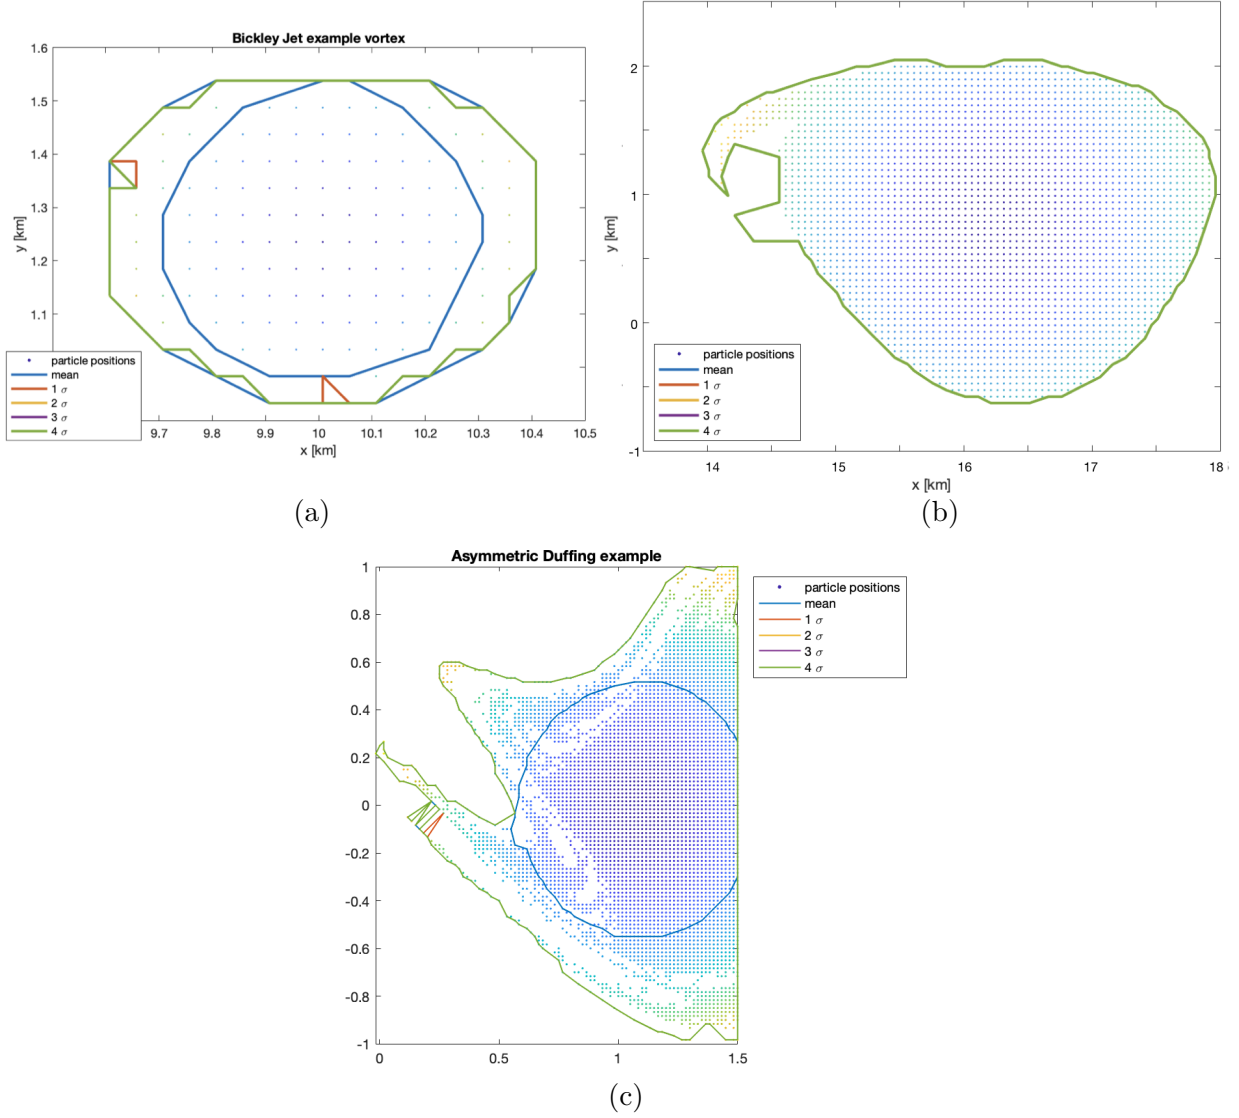 Bickley Jet example vortex
1.6
1.5
1.4
1.3
1.2
1.1
y [km]
particle positions
mean
1 σ
2 σ
3 σ
4 σ
9.7 9.8 9.9 10 10.1 10.2 10.3 10.4 10.5
x [km]
(a)
2
1
0
-1
y [km]
particle positions
mean
1 σ
2 σ
3 σ
4 σ
14 15 16 17 18
x [km]
(b)
Asymmetric Duffing example
1
0.8
0.6
0.4
0.2
0
-0.2
-0.4
-0.6
-0.8
-1
0 0.5 1 1.5
particle positions
mean
1 σ
2 σ
3 σ
4 σ
(c)